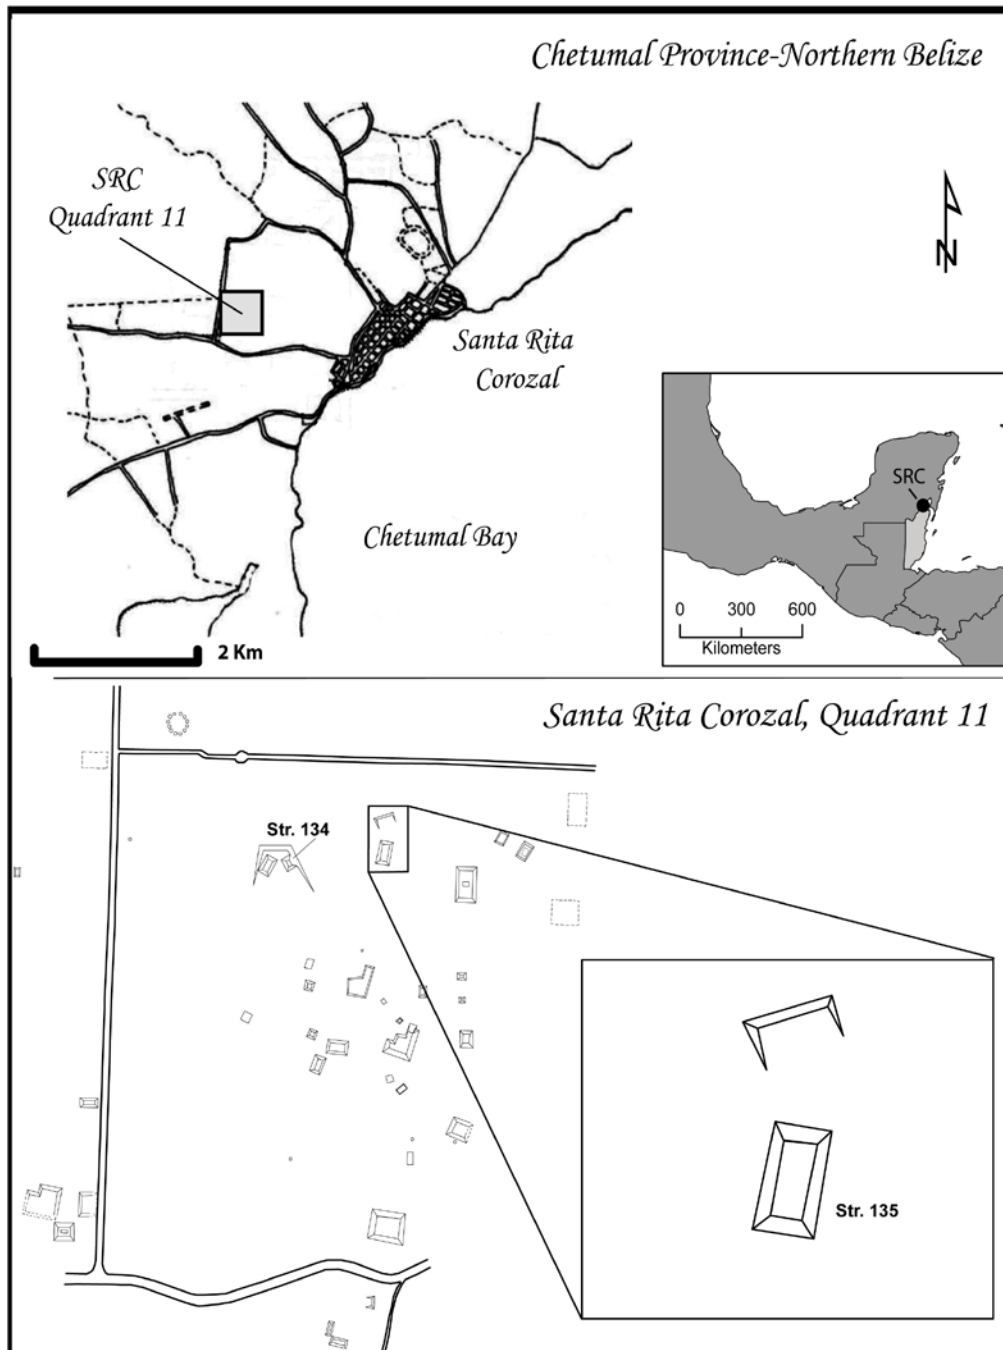 Chetumal Province-Northern Belize
SRC
Quadrant 11
N
Santa Rita
Corozal
Chetumal Bay
2 Km
SRC
0 300 600
Kilometers
Santa Rita Corozal, Quadrant 11
Str. 134
Str. 135